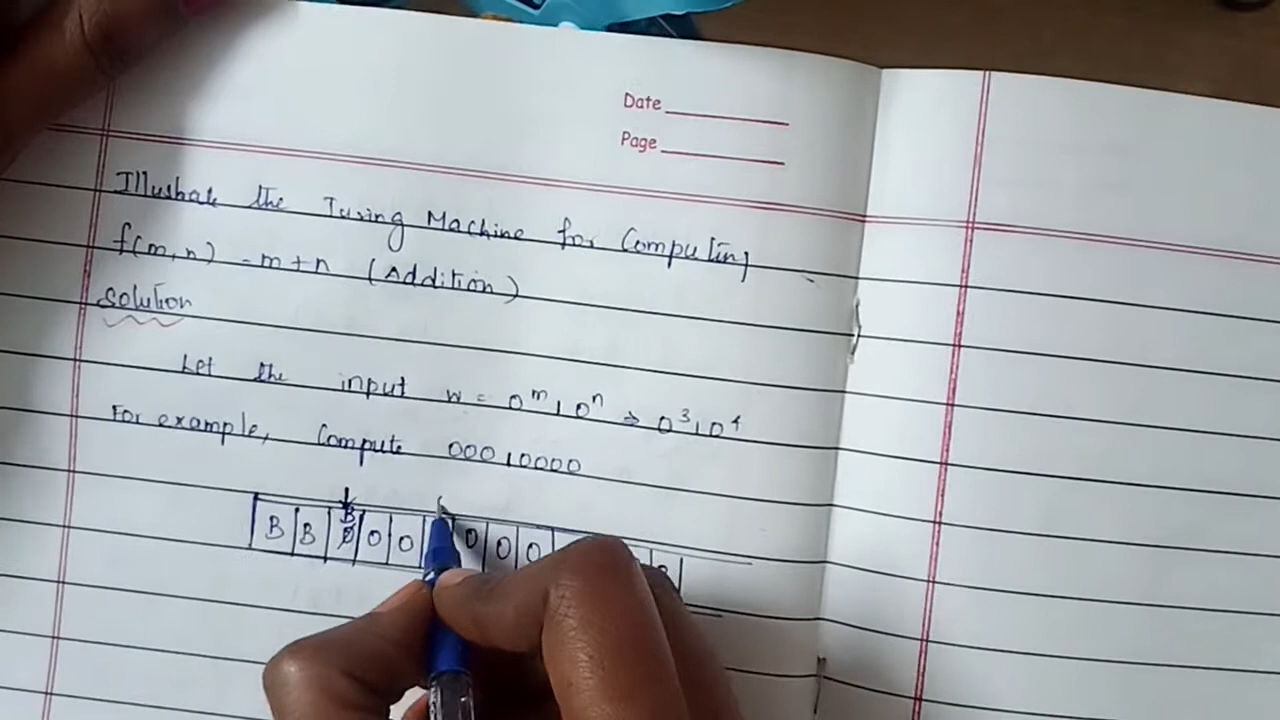 Date
Page
Illustrate the Turing Machine for Computing
f(m,n) = m+n (Addition)
Solution
Let the input w = 0^m 1 0^n ⇒ 0^3 1 0^4
For example, Compute 00010000
B B B 0 0 0 0 0 0